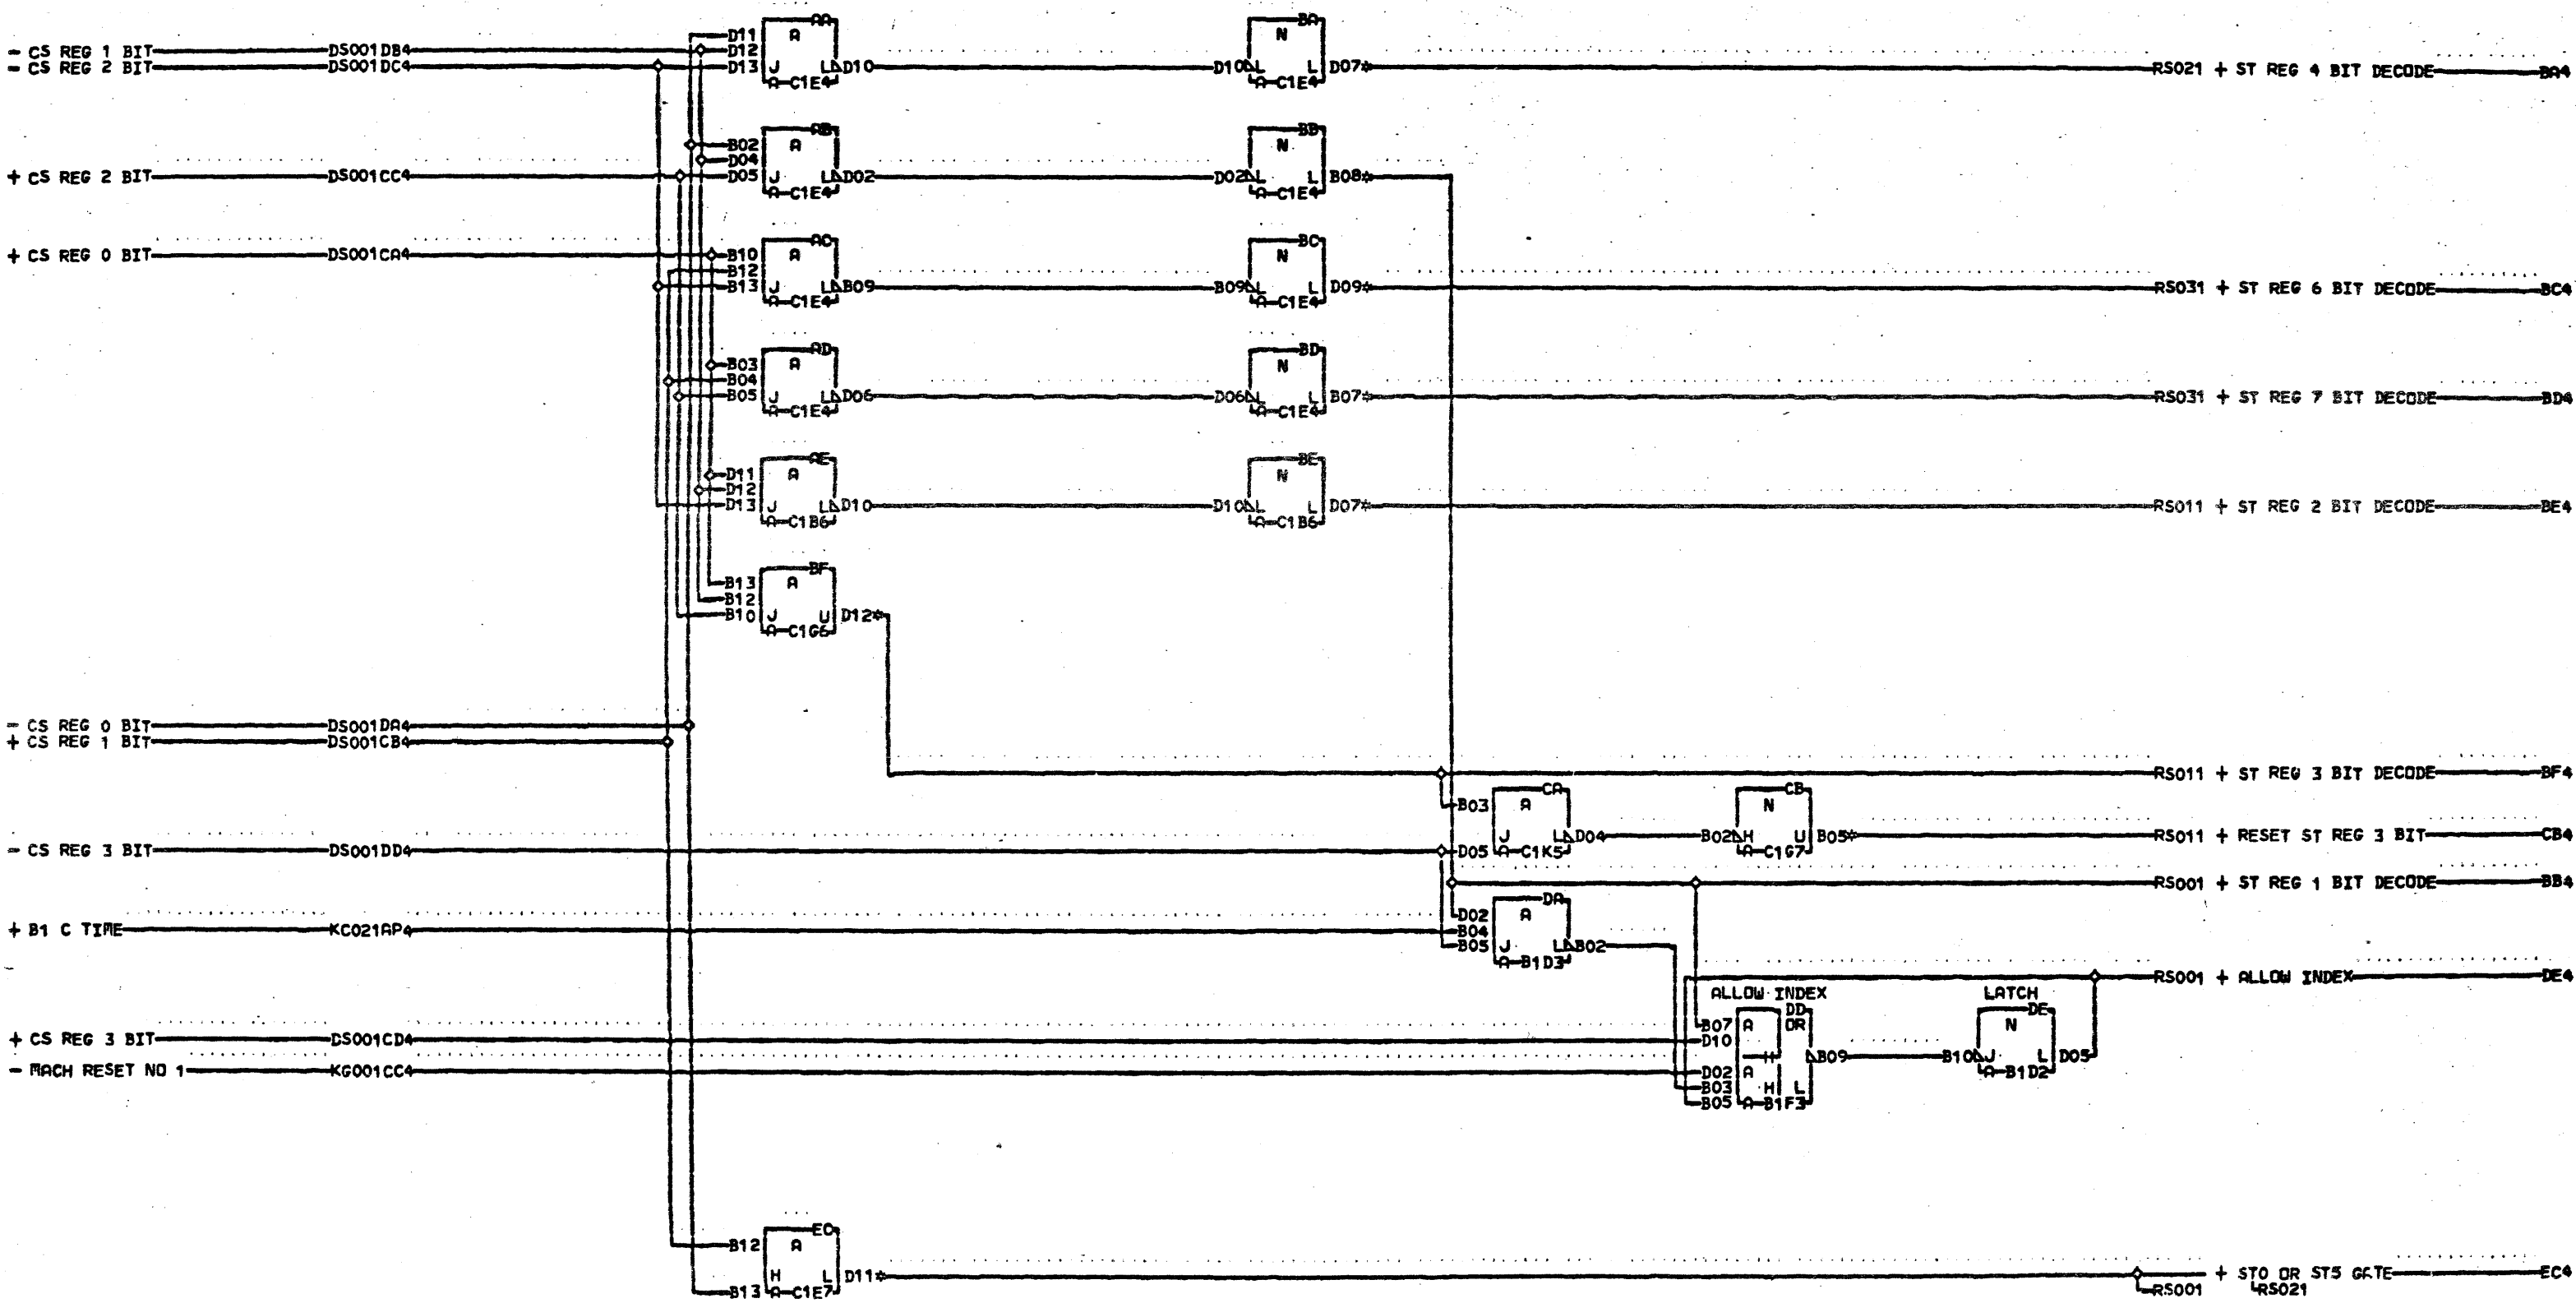 AA BA
D11 A N
- CS REG 1 BIT DS001DB4 D12
- CS REG 2 BIT DS001DC4 D13 J L D10 D10 L L D07* RS021 + ST REG 4 BIT DECODE BA4
A C1E4 A C1E4
AB BB
B02 A N
D04
+ CS REG 2 BIT DS001CC4 D05 J L D02 D02 L L B08*
A C1E4 A C1E4
AC BC
+ CS REG 0 BIT DS001CA4 B10 A N
B12
B13 J L B09 B09 L L D09* RS031 + ST REG 6 BIT DECODE BC4
A C1E4 A C1E4
AD BD
B03 A N
B04
B05 J L D06 D06 L L B07* RS031 + ST REG 7 BIT DECODE BD4
A C1E4 A C1E4
AE BE
D11 A N
D12
D13 J L D10 D10 L L D07* RS011 + ST REG 2 BIT DECODE BE4
A C1B6 A C1B6
BF
B13 A
B12
B10 J U D12*
A C1G6
- CS REG 0 BIT DS001DA4
+ CS REG 1 BIT DS001CB4
RS011 + ST REG 3 BIT DECODE BF4
CA CB
B03 A N
J L D04 B02 H U B05* RS011 + RESET ST REG 3 BIT CB4
- CS REG 3 BIT DS001DD4 D05 A C1K5 A C1G7
RS001 + ST REG 1 BIT DECODE BB4
DA
D02 A
+ B1 C TIME KC021AP4 B04
B05 J L B02
A B1D3
RS001 + ALLOW INDEX DE4
ALLOW INDEX LATCH
DD DE
B07 A OR N
+ CS REG 3 BIT DS001CD4 D10
H B09 B10 J L D05
- MACH RESET NO 1 KG001CC4 D02 A A B1D2
B03 H L
B05 A B1F3
EC
B12 A
H L D11* + ST0 OR ST5 GATE EC4
B13 A C1E7 RS001 RS021